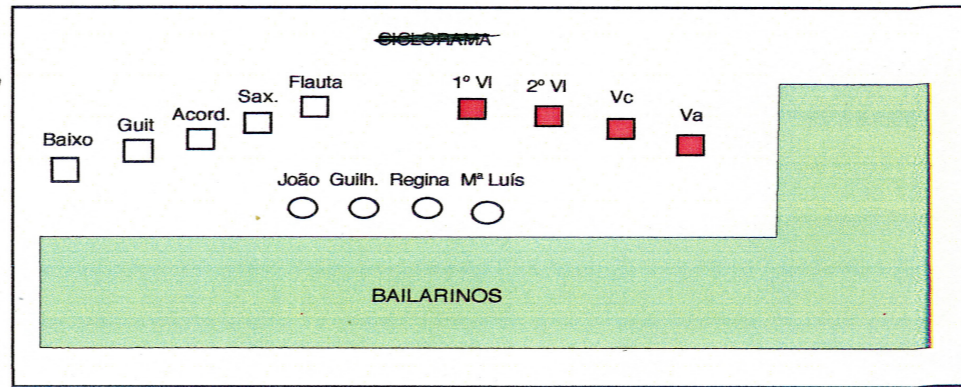 CICLORAMA
Flauta
1º Vl
2º Vl
Vc
Va
Sax.
Acord.
Guit
Baixo
João Guilh. Regina Mª Luís
BAILARINOS